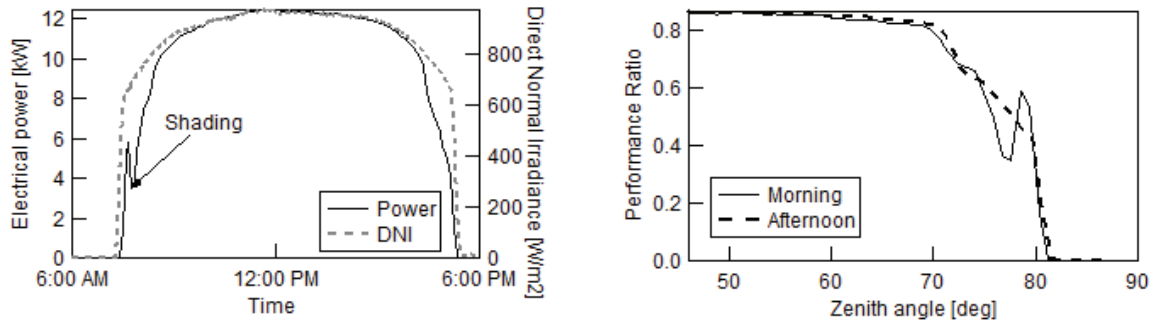 Electrical power [kW]
12
10
8
6
4
2
0
Shading
Power
DNI
800
600
400
200
0
Direct Normal Irradiance [W/m2]
6:00 AM
12:00 PM
6:00 PM
Time
Performance Ratio
0.8
0.6
0.4
0.2
0.0
Morning
Afternoon
50
60
70
80
90
Zenith angle [deg]